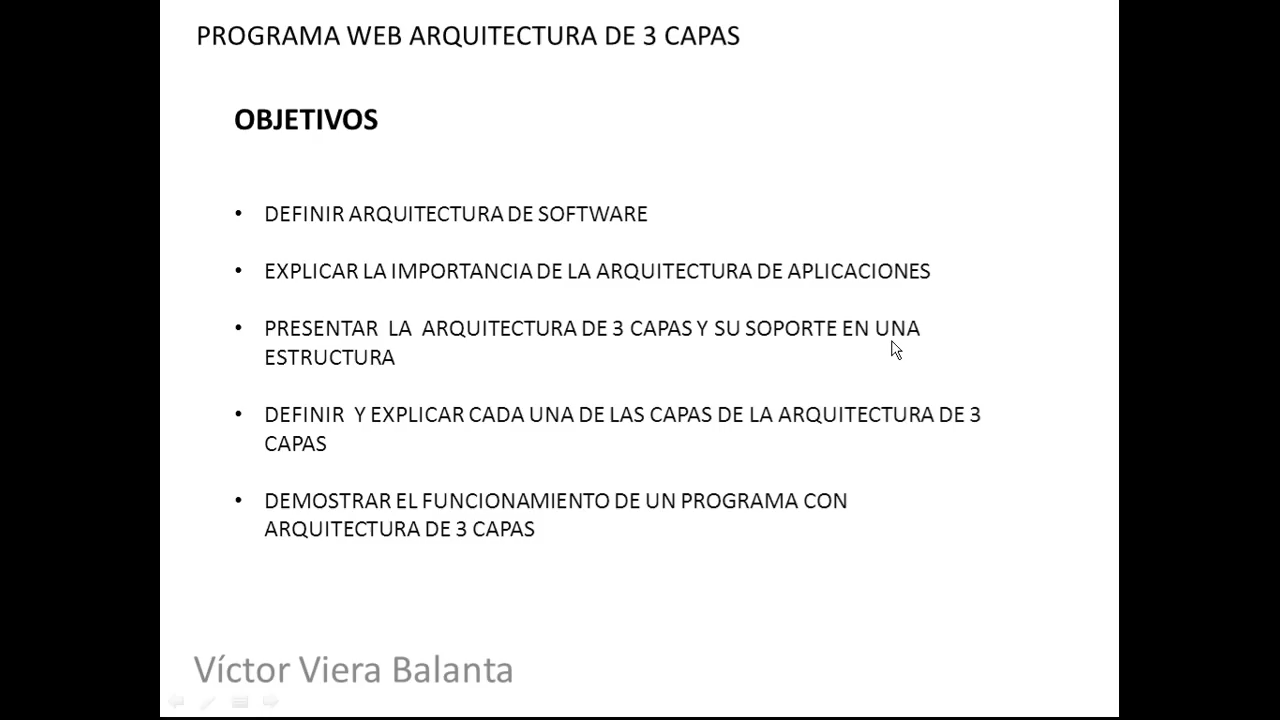 PROGRAMA WEB ARQUITECTURA DE 3 CAPAS
OBJETIVOS
• DEFINIR ARQUITECTURA DE SOFTWARE
• EXPLICAR LA IMPORTANCIA DE LA ARQUITECTURA DE APLICACIONES
• PRESENTAR LA ARQUITECTURA DE 3 CAPAS Y SU SOPORTE EN UNA
ESTRUCTURA
• DEFINIR Y EXPLICAR CADA UNA DE LAS CAPAS DE LA ARQUITECTURA DE 3
CAPAS
• DEMOSTRAR EL FUNCIONAMIENTO DE UN PROGRAMA CON
ARQUITECTURA DE 3 CAPAS
Víctor Viera Balanta